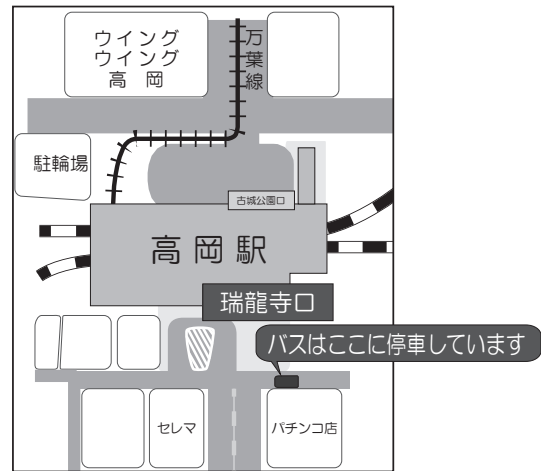 ウイング
ウイング
高岡
万葉線
駐輪場
古城公園口
高岡駅
瑞龍寺口
バスはここに停車しています
セレマ
パチンコ店